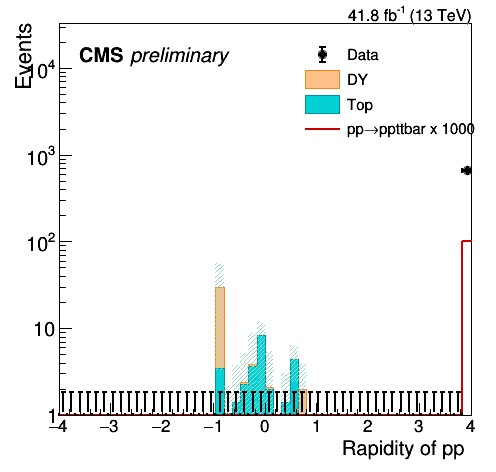 41.8 fb⁻¹ (13 TeV)
Events
CMS preliminary
Data
DY
Top
pp→ppttbar x 1000
10⁴
10³
10²
10
1
−4 −3 −2 −1 0 1 2 3 4
Rapidity of pp